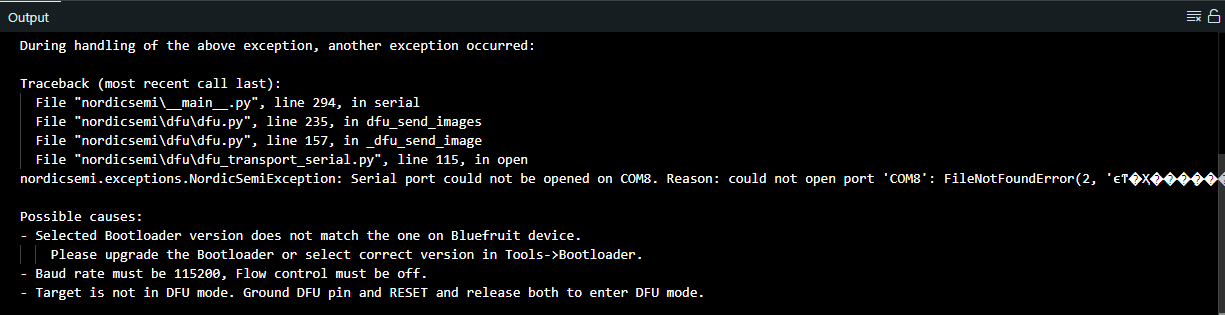 Output
During handling of the above exception, another exception occurred:
Traceback (most recent call last):
File "nordicsemi\__main__.py", line 294, in serial
File "nordicsemi\dfu\dfu.py", line 235, in dfu_send_images
File "nordicsemi\dfu\dfu.py", line 157, in _dfu_send_image
File "nordicsemi\dfu\dfu_transport_serial.py", line 115, in open
nordicsemi.exceptions.NordicSemiException: Serial port could not be opened on COM8. Reason: could not open port 'COM8': FileNotFoundError(2, '
Possible causes:
- Selected Bootloader version does not match the one on Bluefruit device.
Please upgrade the Bootloader or select correct version in Tools->Bootloader.
- Baud rate must be 115200, Flow control must be off.
- Target is not in DFU mode. Ground DFU pin and RESET and release both to enter DFU mode.